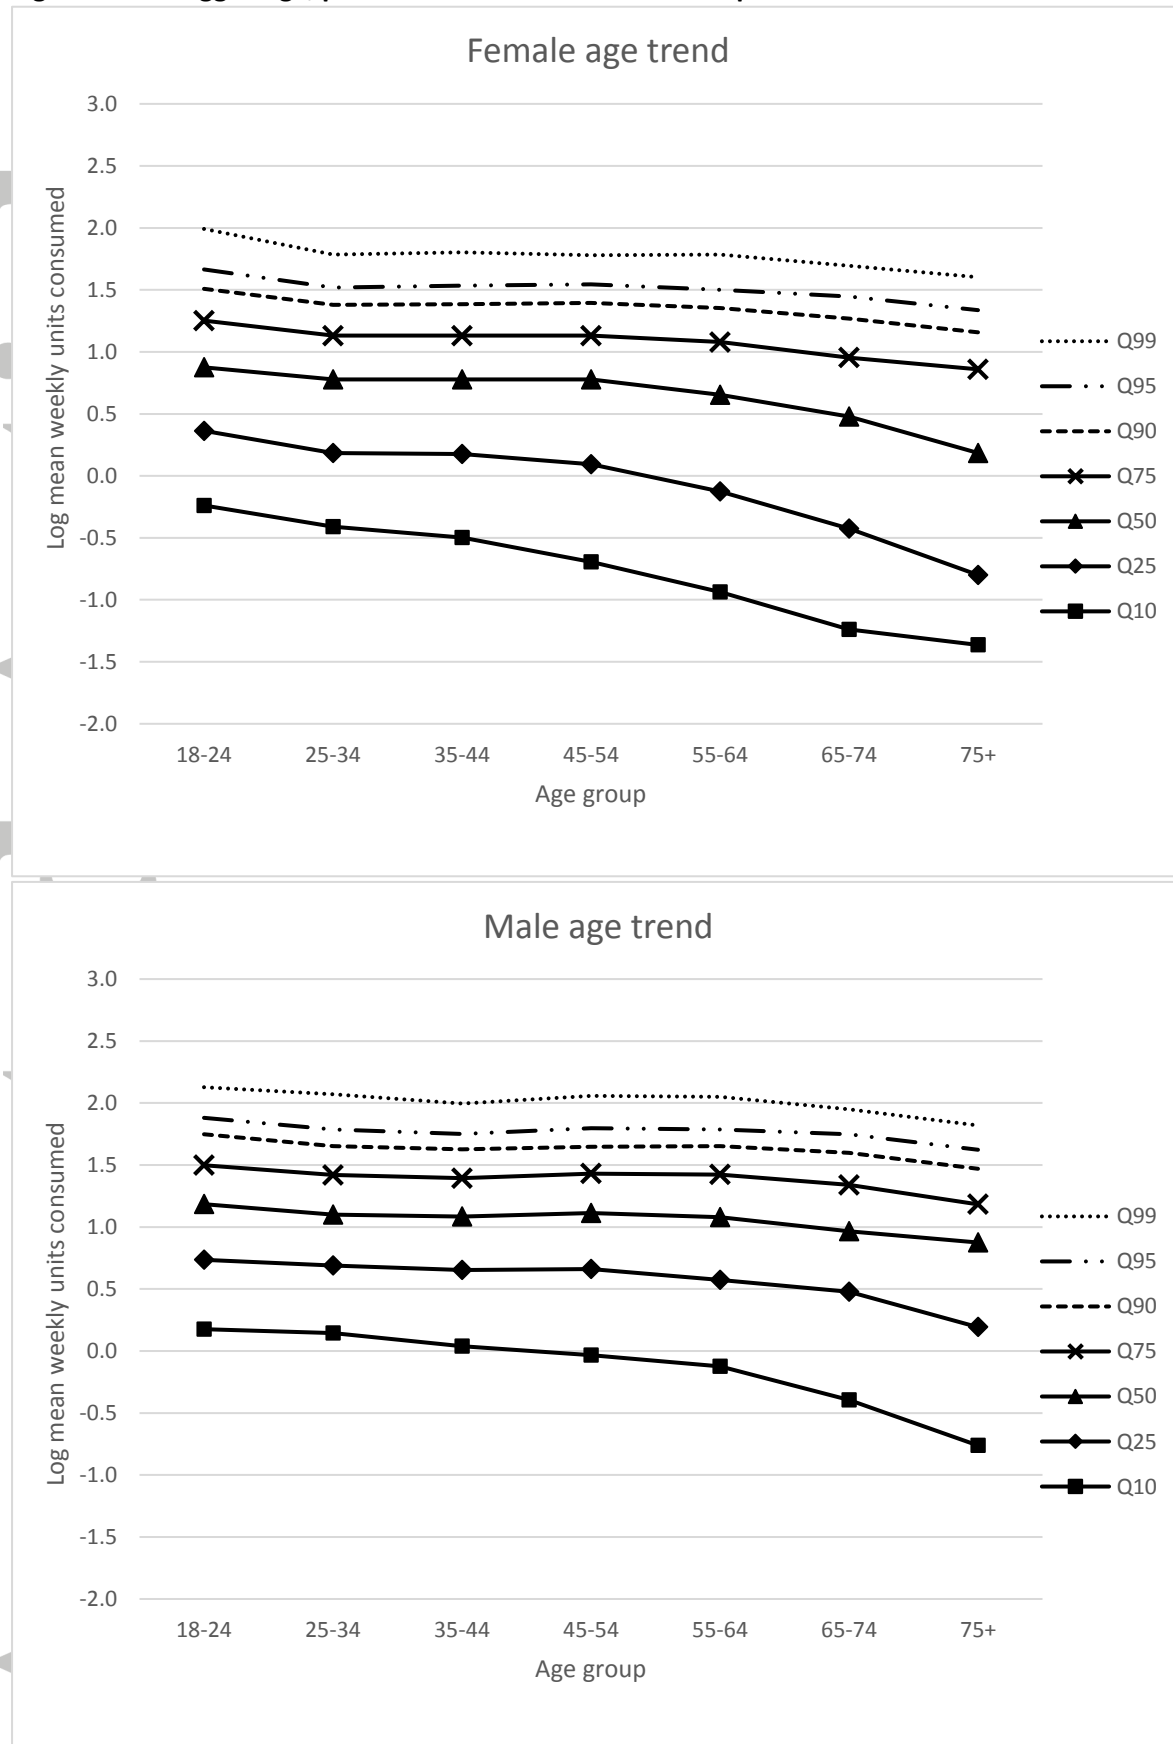 Female age trend
3.0
2.5
2.0
1.5
1.0
0.5
0.0
-0.5
-1.0
-1.5
-2.0
Log mean weekly units consumed
18-24 25-34 35-44 45-54 55-64 65-74 75+
Age group
Q99
Q95
Q90
Q75
Q50
Q25
Q10
Male age trend
3.0
2.5
2.0
1.5
1.0
0.5
0.0
-0.5
-1.0
-1.5
-2.0
Log mean weekly units consumed
18-24 25-34 35-44 45-54 55-64 65-74 75+
Age group
Q99
Q95
Q90
Q75
Q50
Q25
Q10